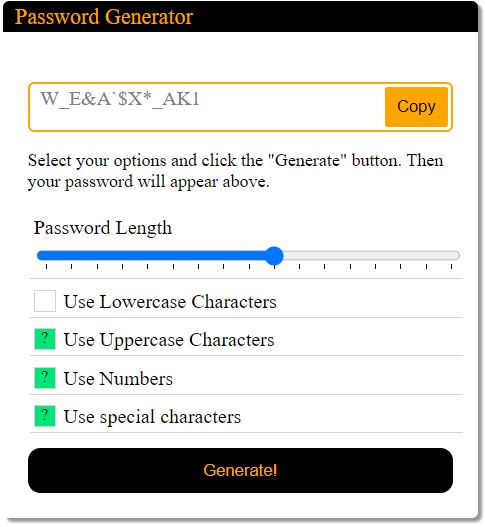 Password Generator
W_E&A`$X*_AK1
Copy
Select your options and click the "Generate" button. Then
your password will appear above.
Password Length
Use Lowercase Characters
? Use Uppercase Characters
? Use Numbers
? Use special characters
Generate!